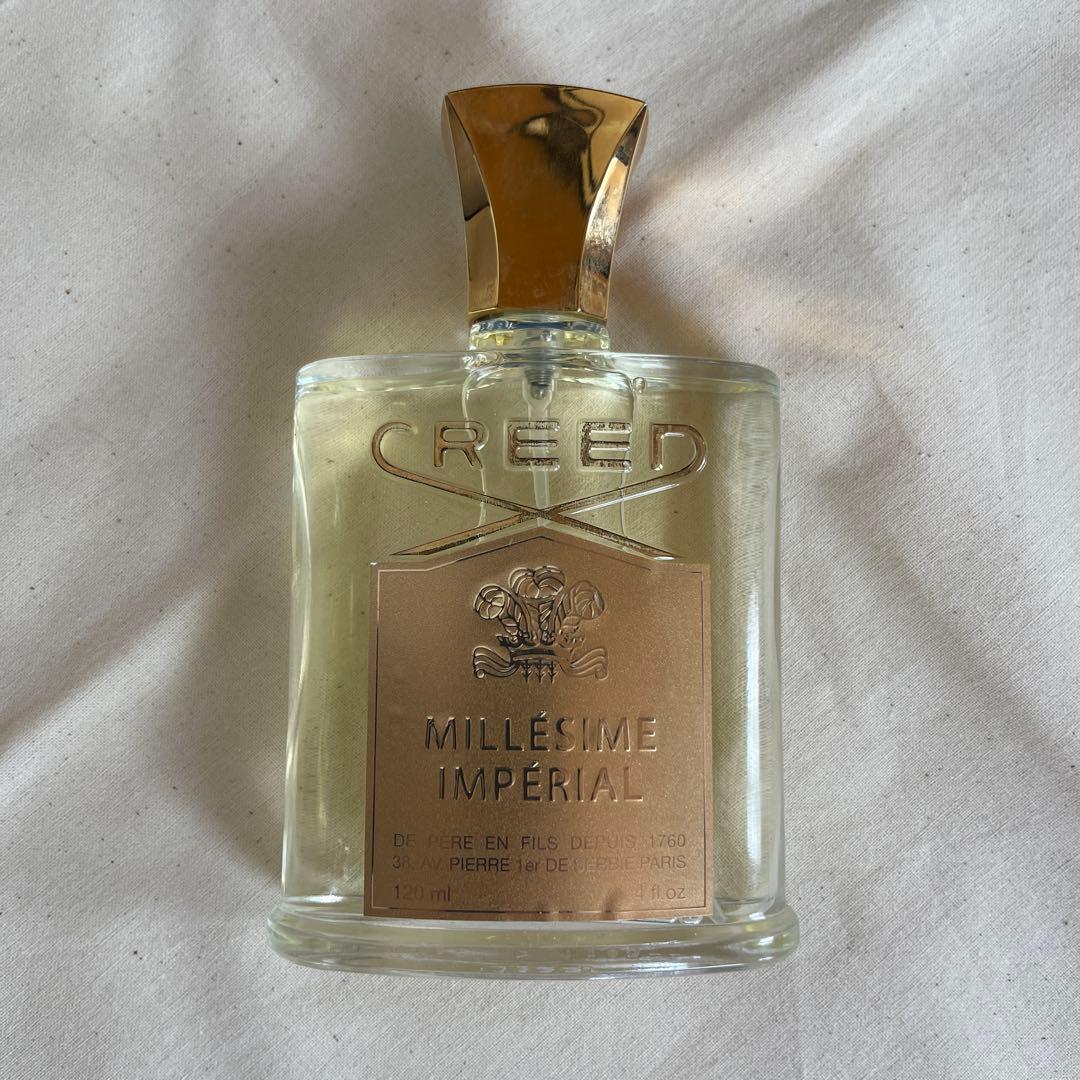 CREED
MILLÉSIME
IMPÉRIAL
DE PÈRE EN FILS DEPUIS 1760
38, AV. PIERRE 1er DE SERBIE PARIS
120 ml 4 fl.oz